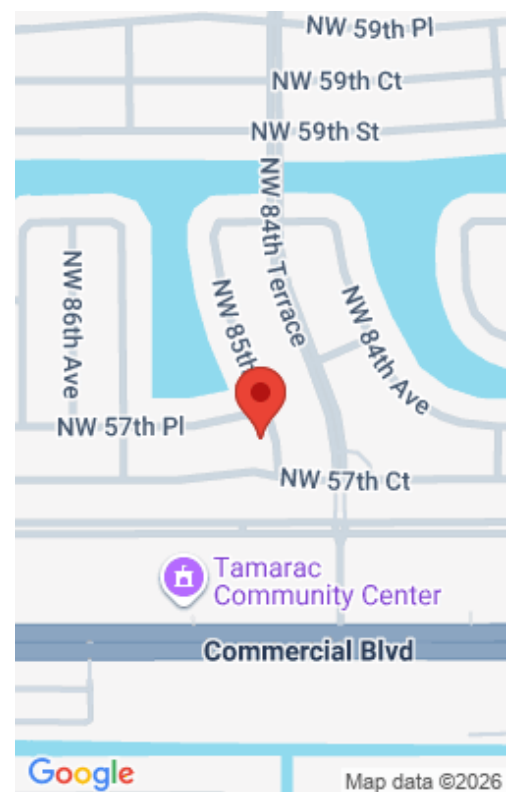 NW 59th Pl
NW 59th Ct
NW 59th St
NW 84th Terrace
NW 86th Ave
NW 85th
NW 84th Ave
NW 57th Pl
NW 57th Ct
Tamarac
Community Center
Commercial Blvd
Google
Map data ©2026